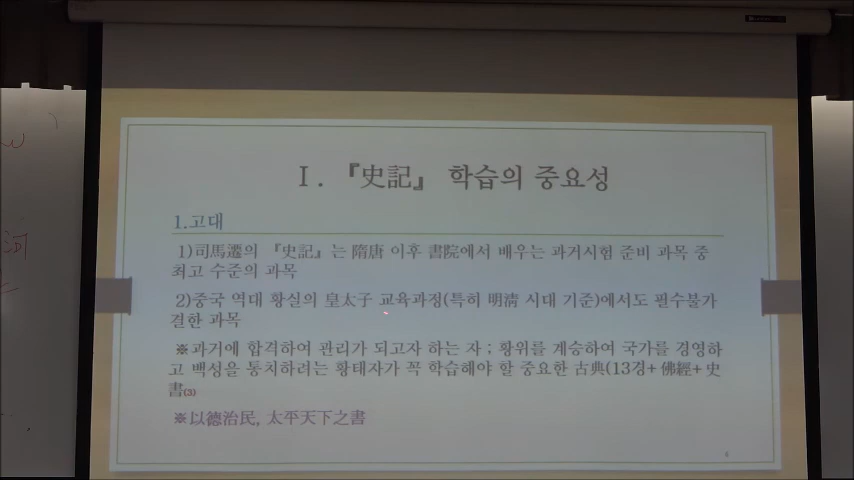 Ⅰ. 『史記』 학습의 중요성
1.고대
1)司馬遷의 『史記』는 隋唐 이후 書院에서 배우는 과거시험 준비 과목 중
최고 수준의 과목
2)중국 역대 황실의 皇太子 교육과정(특히 明淸 시대 기준)에서도 필수불가
결한 과목
※과거에 합격하여 관리가 되고자 하는 자 ; 황위를 계승하여 국가를 경영하
고 백성을 통치하려는 황태자가 꼭 학습해야 할 중요한 古典(13경+ 佛經+ 史
書(3)
※以德治民, 太平天下之書